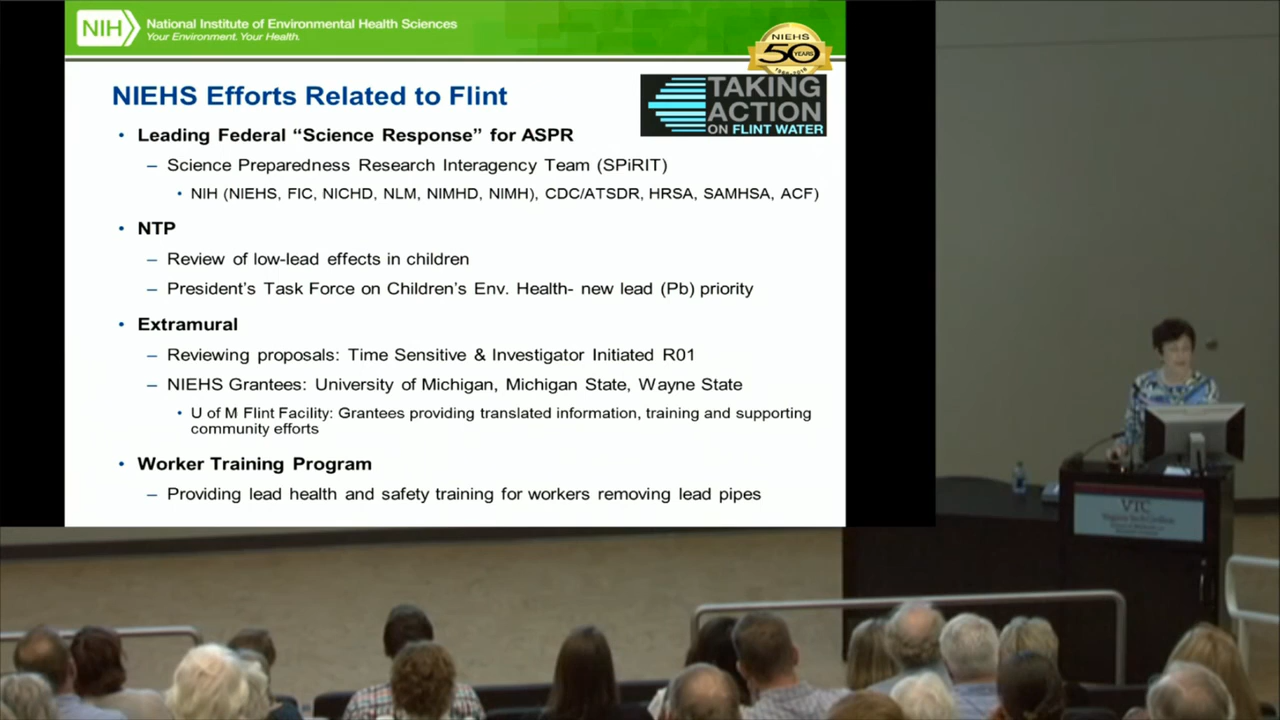 NIH
National Institute of Environmental Health Sciences
Your Environment. Your Health.
NIEHS
50
YEARS
NIEHS Efforts Related to Flint
TAKING
ACTION
ON FLINT WATER
• Leading Federal “Science Response” for ASPR
– Science Preparedness Research Interagency Team (SPiRIT)
• NIH (NIEHS, FIC, NICHD, NLM, NIMHD, NIMH), CDC/ATSDR, HRSA, SAMHSA, ACF)
• NTP
– Review of low-lead effects in children
– President’s Task Force on Children’s Env. Health- new lead (Pb) priority
• Extramural
– Reviewing proposals: Time Sensitive & Investigator Initiated R01
– NIEHS Grantees: University of Michigan, Michigan State, Wayne State
• U of M Flint Facility: Grantees providing translated information, training and supporting
community efforts
• Worker Training Program
– Providing lead health and safety training for workers removing lead pipes
VTC